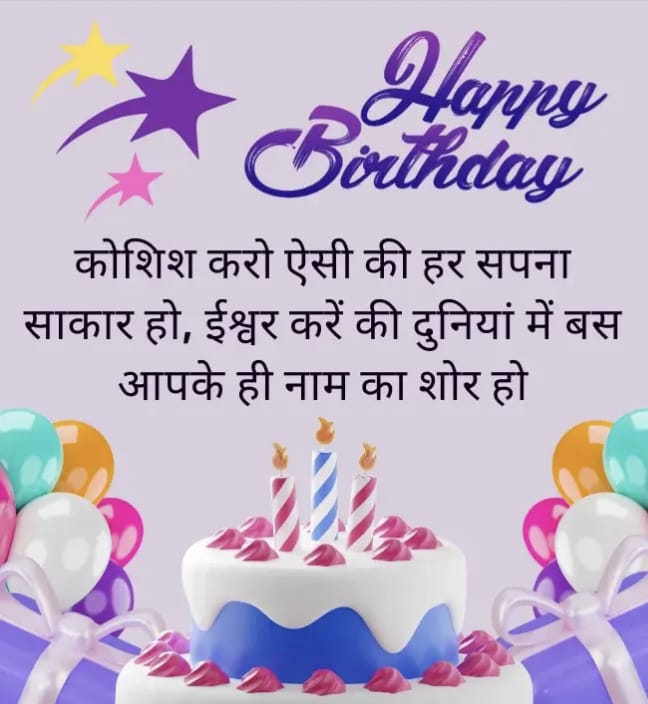 Happy
Birthday
कोशिश करो ऐसी की हर सपना
साकार हो, ईश्वर करें की दुनियां में बस
आपके ही नाम का शोर हो